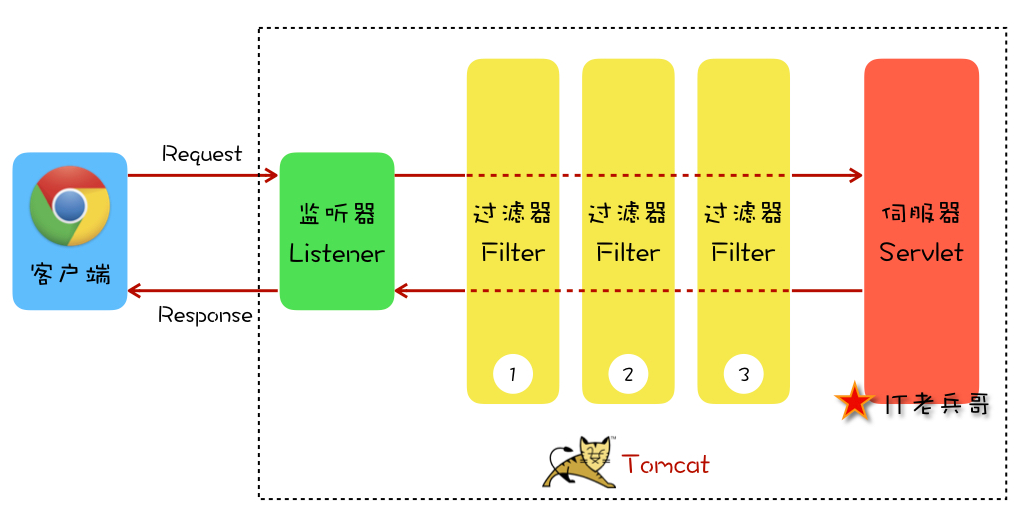 Request
监听器
Listener
客户端
Response
过滤器
Filter
1
过滤器
Filter
2
过滤器
Filter
3
伺服器
Servlet
IT老兵哥
Tomcat